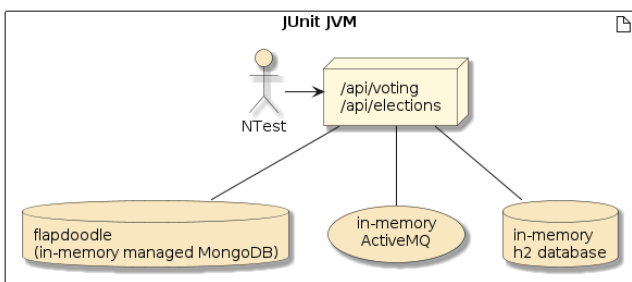 JUnit JVM
/api/voting
/api/elections
NTest
flapdoodle
(in-memory managed MongoDB)
in-memory
ActiveMQ
in-memory
h2 database